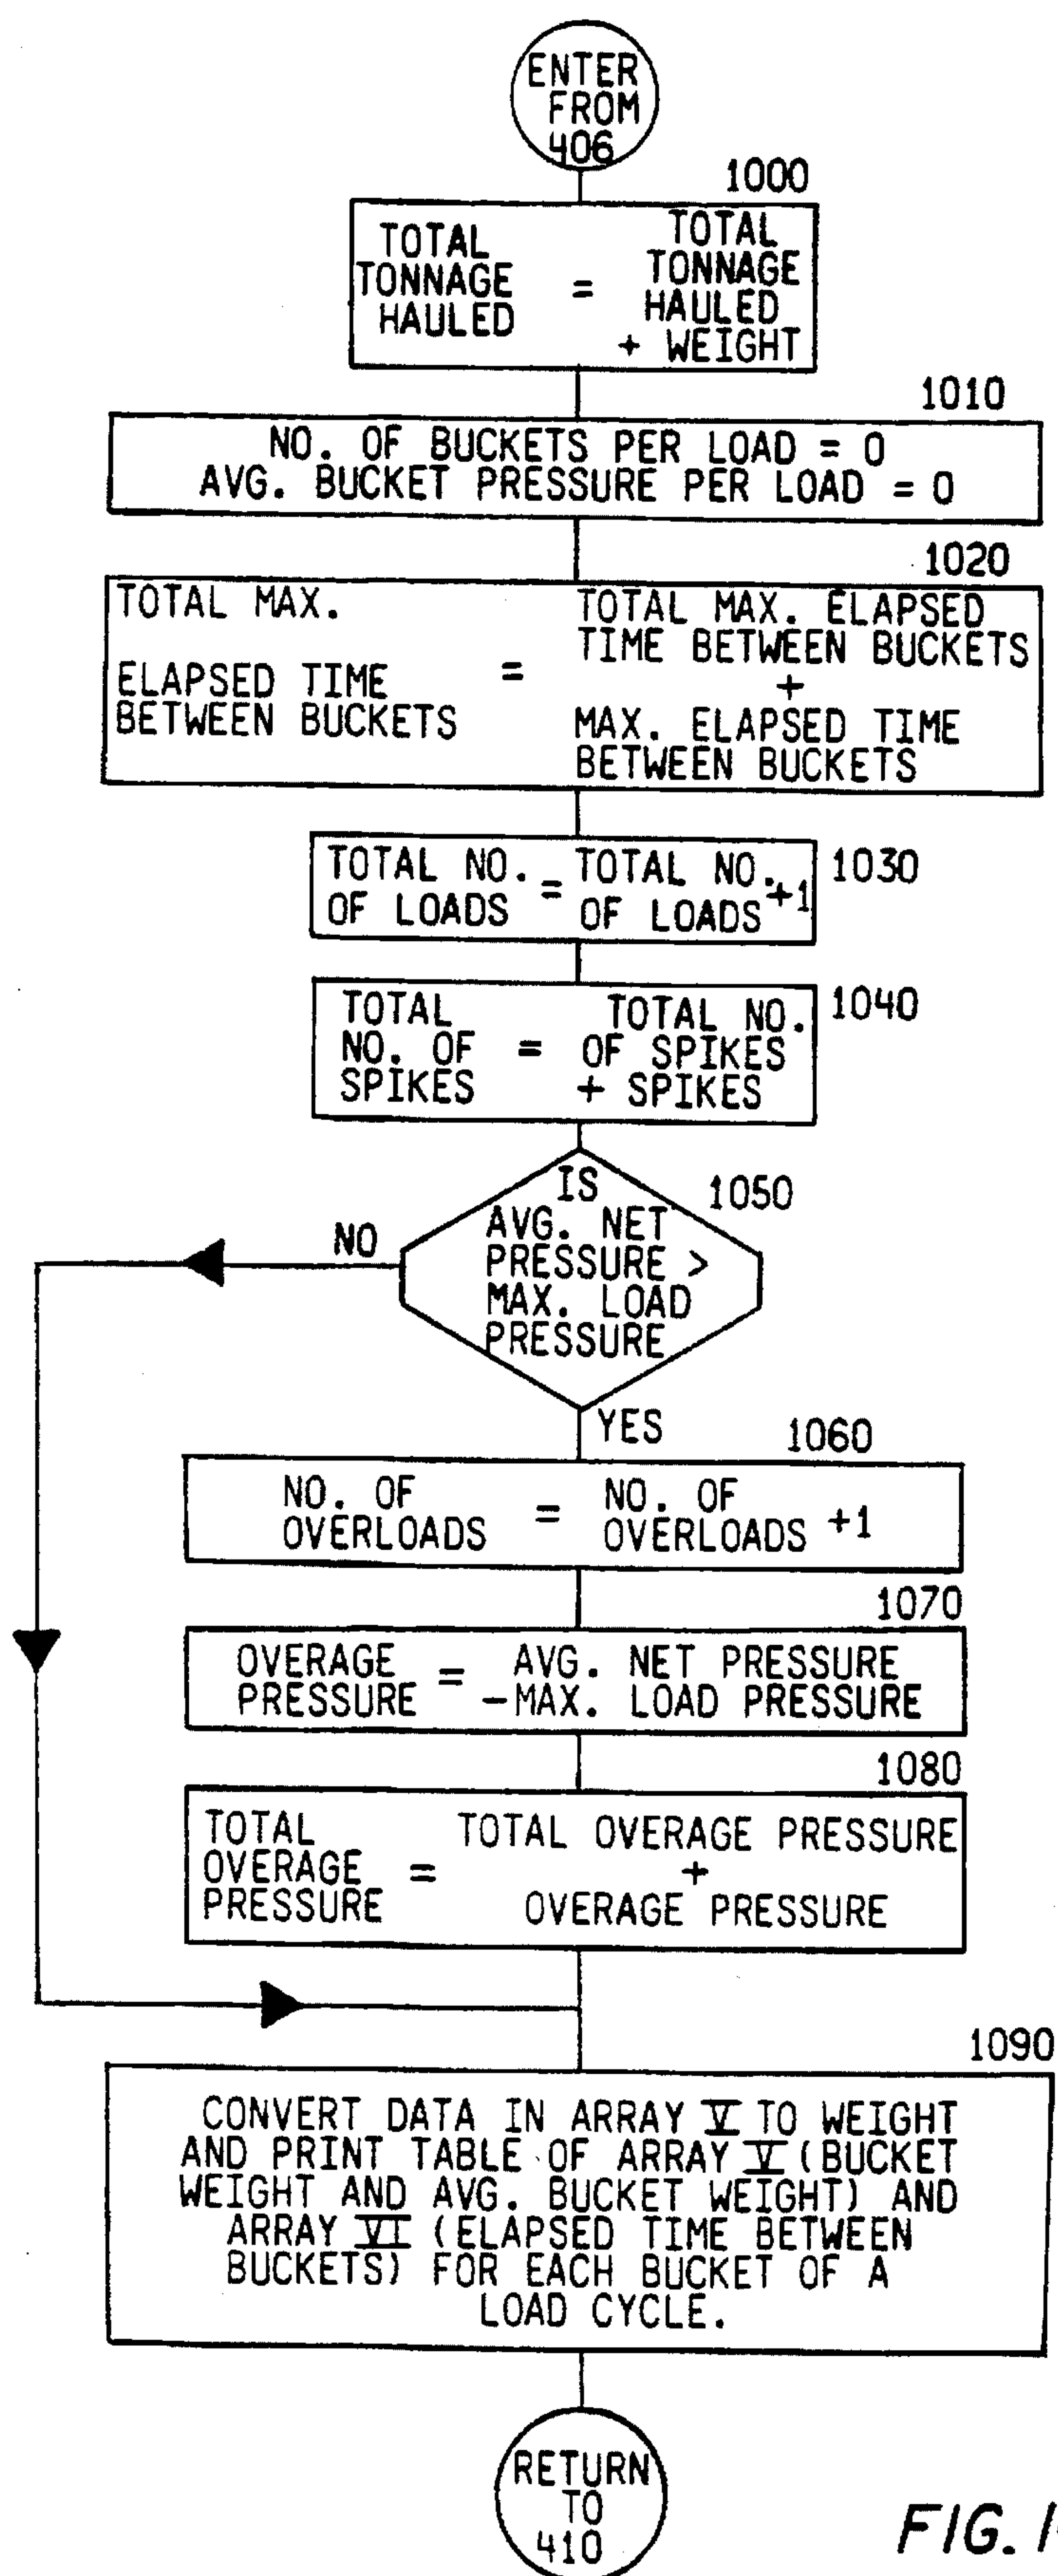 ENTER
FROM
406
1000
TOTAL
TONNAGE
HAULED
=
TOTAL
TONNAGE
HAULED
+ WEIGHT
1010
NO. OF BUCKETS PER LOAD = 0
AVG. BUCKET PRESSURE PER LOAD = 0
1020
TOTAL MAX.
ELAPSED TIME
BETWEEN BUCKETS
=
TOTAL MAX. ELAPSED
TIME BETWEEN BUCKETS
+
MAX. ELAPSED TIME
BETWEEN BUCKETS
1030
TOTAL NO.
OF LOADS
=
TOTAL NO.
OF LOADS
+1
1040
TOTAL
NO. OF
SPIKES
=
TOTAL NO.
OF SPIKES
+ SPIKES
1050
IS
AVG. NET
PRESSURE >
MAX. LOAD
PRESSURE
NO
YES
1060
NO. OF
OVERLOADS
=
NO. OF
OVERLOADS
+1
1070
OVERAGE
PRESSURE
=
AVG. NET PRESSURE
-MAX. LOAD PRESSURE
1080
TOTAL
OVERAGE
PRESSURE
=
TOTAL OVERAGE PRESSURE
+
OVERAGE PRESSURE
1090
CONVERT DATA IN ARRAY V TO WEIGHT
AND PRINT TABLE OF ARRAY V (BUCKET
WEIGHT AND AVG. BUCKET WEIGHT) AND
ARRAY VI (ELAPSED TIME BETWEEN
BUCKETS) FOR EACH BUCKET OF A
LOAD CYCLE.
RETURN
TO
410
FIG.